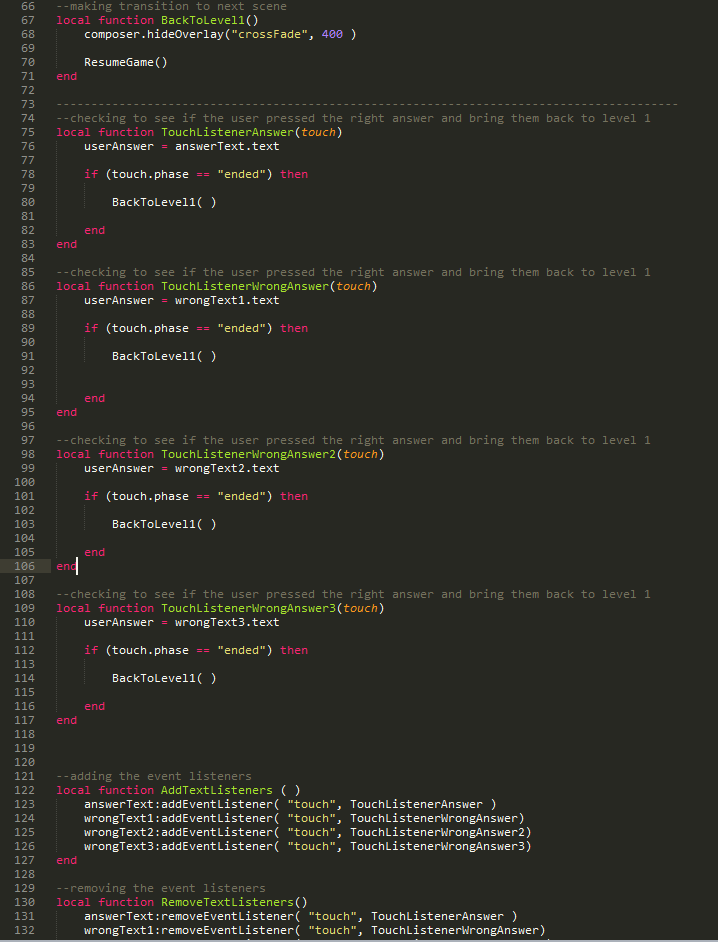 66 --making transition to next scene
67 local function BackToLevel1()
68     composer.hideOverlay("crossFade", 400 )
69
70     ResumeGame()
71 end
72
73 -----------------------------------------------------------------------------------------
74 --checking to see if the user pressed the right answer and bring them back to level 1
75 local function TouchListenerAnswer(touch)
76     userAnswer = answerText.text
77
78     if (touch.phase == "ended") then
79
80         BackToLevel1( )
81
82     end
83 end
84
85 --checking to see if the user pressed the right answer and bring them back to level 1
86 local function TouchListenerWrongAnswer(touch)
87     userAnswer = wrongText1.text
88
89     if (touch.phase == "ended") then
90
91         BackToLevel1( )
92
93
94     end
95 end
96
97 --checking to see if the user pressed the right answer and bring them back to level 1
98 local function TouchListenerWrongAnswer2(touch)
99     userAnswer = wrongText2.text
100
101     if (touch.phase == "ended") then
102
103         BackToLevel1( )
104
105     end
106 end
107
108 --checking to see if the user pressed the right answer and bring them back to level 1
109 local function TouchListenerWrongAnswer3(touch)
110     userAnswer = wrongText3.text
111
112     if (touch.phase == "ended") then
113
114         BackToLevel1( )
115
116     end
117 end
118
119
120
121 --adding the event listeners
122 local function AddTextListeners ( )
123     answerText:addEventListener( "touch", TouchListenerAnswer )
124     wrongText1:addEventListener( "touch", TouchListenerWrongAnswer)
125     wrongText2:addEventListener( "touch", TouchListenerWrongAnswer2)
126     wrongText3:addEventListener( "touch", TouchListenerWrongAnswer3)
127 end
128
129 --removing the event listeners
130 local function RemoveTextListeners()
131     answerText:removeEventListener( "touch", TouchListenerAnswer )
132     wrongText1:removeEventListener( "touch", TouchListenerWrongAnswer)